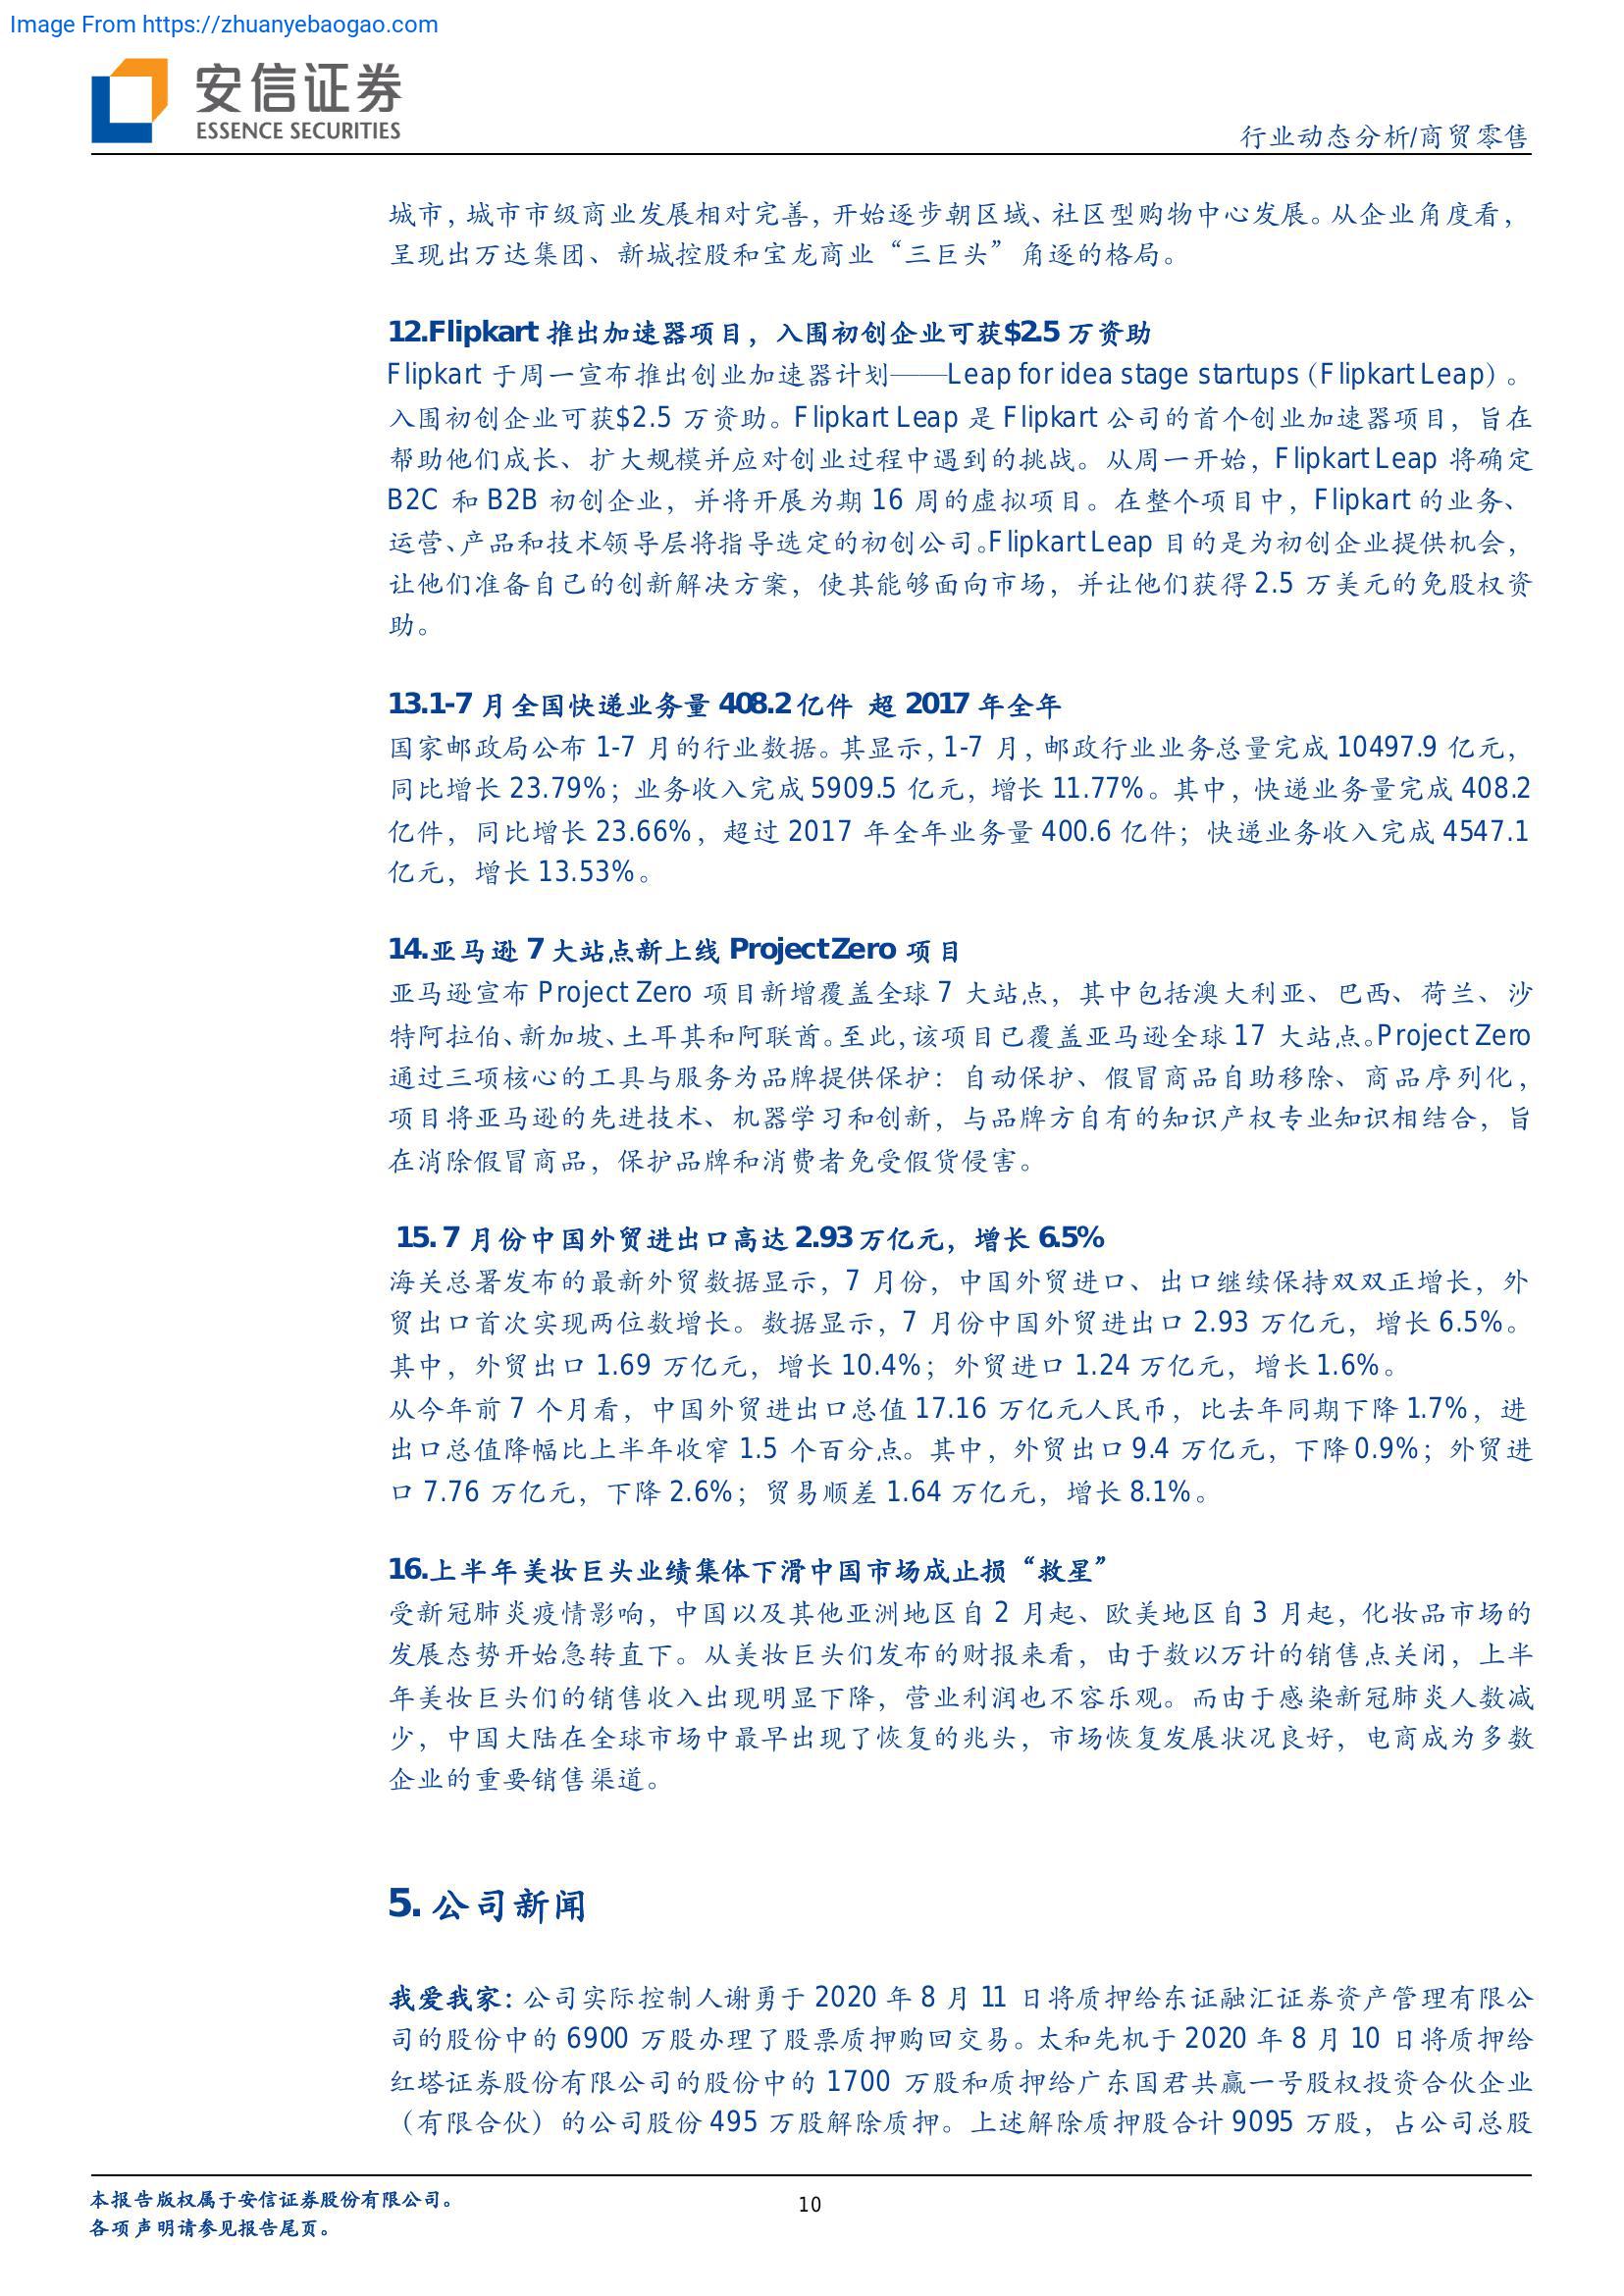 Image From https://zhuanyebaogao.com
安信证券
ESSENCE SECURITIES
行业动态分析/商贸零售
城市，城市市级商业发展相对完善，开始逐步朝区域、社区型购物中心发展。从企业角度看，
呈现出万达集团、新城控股和宝龙商业“三巨头”角逐的格局。
12.Flipkart 推出加速器项目，入围初创企业可获$2.5 万资助
Flipkart 于周一宣布推出创业加速器计划——Leap for idea stage startups（Flipkart Leap）。
入围初创企业可获$2.5 万资助。Flipkart Leap 是 Flipkart 公司的首个创业加速器项目，旨在
帮助他们成长、扩大规模并应对创业过程中遇到的挑战。从周一开始，Flipkart Leap 将确定
B2C 和 B2B 初创企业，并将开展为期 16 周的虚拟项目。在整个项目中，Flipkart 的业务、
运营、产品和技术领导层将指导选定的初创公司。Flipkart Leap 目的是为初创企业提供机会，
让他们准备自己的创新解决方案，使其能够面向市场，并让他们获得 2.5 万美元的免股权资
助。
13.1-7 月全国快递业务量 408.2 亿件 超 2017 年全年
国家邮政局公布 1-7 月的行业数据。其显示，1-7 月，邮政行业业务总量完成 10497.9 亿元，
同比增长 23.79%；业务收入完成 5909.5 亿元，增长 11.77%。其中，快递业务量完成 408.2
亿件，同比增长 23.66%，超过 2017 年全年业务量 400.6 亿件；快递业务收入完成 4547.1
亿元，增长 13.53%。
14.亚马逊 7 大站点新上线 Project Zero 项目
亚马逊宣布 Project Zero 项目新增覆盖全球 7 大站点，其中包括澳大利亚、巴西、荷兰、沙
特阿拉伯、新加坡、土耳其和阿联酋。至此，该项目已覆盖亚马逊全球 17 大站点。Project Zero
通过三项核心的工具与服务为品牌提供保护：自动保护、假冒商品自助移除、商品序列化，
项目将亚马逊的先进技术、机器学习和创新，与品牌方自有的知识产权专业知识相结合，旨
在消除假冒商品，保护品牌和消费者免受假货侵害。
15. 7 月份中国外贸进出口高达 2.93 万亿元，增长 6.5%
海关总署发布的最新外贸数据显示，7 月份，中国外贸进口、出口继续保持双双正增长，外
贸出口首次实现两位数增长。数据显示，7 月份中国外贸进出口 2.93 万亿元，增长 6.5%。
其中，外贸出口 1.69 万亿元，增长 10.4%；外贸进口 1.24 万亿元，增长 1.6%。
从今年前 7 个月看，中国外贸进出口总值 17.16 万亿元人民币，比去年同期下降 1.7%，进
出口总值降幅比上半年收窄 1.5 个百分点。其中，外贸出口 9.4 万亿元，下降 0.9%；外贸进
口 7.76 万亿元，下降 2.6%；贸易顺差 1.64 万亿元，增长 8.1%。
16.上半年美妆巨头业绩集体下滑中国市场成止损“救星”
受新冠肺炎疫情影响，中国以及其他亚洲地区自 2 月起、欧美地区自 3 月起，化妆品市场的
发展态势开始急转直下。从美妆巨头们发布的财报来看，由于数以万计的销售点关闭，上半
年美妆巨头们的销售收入出现明显下降，营业利润也不容乐观。而由于感染新冠肺炎人数减
少，中国大陆在全球市场中最早出现了恢复的兆头，市场恢复发展状况良好，电商成为多数
企业的重要销售渠道。
5. 公司新闻
我爱我家：公司实际控制人谢勇于 2020 年 8 月 11 日将质押给东证融汇证券资产管理有限公
司的股份中的 6900 万股办理了股票质押购回交易。太和先机于 2020 年 8 月 10 日将质押给
红塔证券股份有限公司的股份中的 1700 万股和质押给广东国君共赢一号股权投资合伙企业
（有限合伙）的公司股份 495 万股解除质押。上述解除质押股合计 9095 万股，占公司总股
本报告版权属于安信证券股份有限公司。
10
各项声明请参见报告尾页。